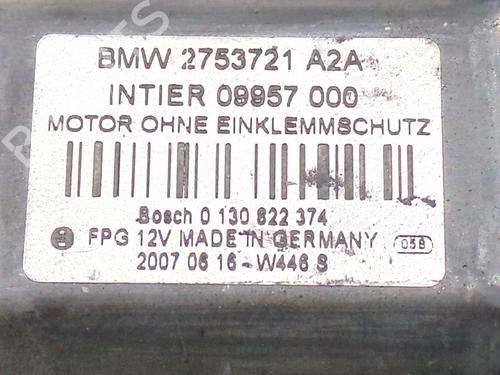 BMW 2753721 A2A
INTIER 09957 000
MOTOR OHNE EINKLEMMSCHUTZ
Bosch 0 130 822 374
FPG 12V MADE IN GERMANY 058
2007 06 16 - W446 S